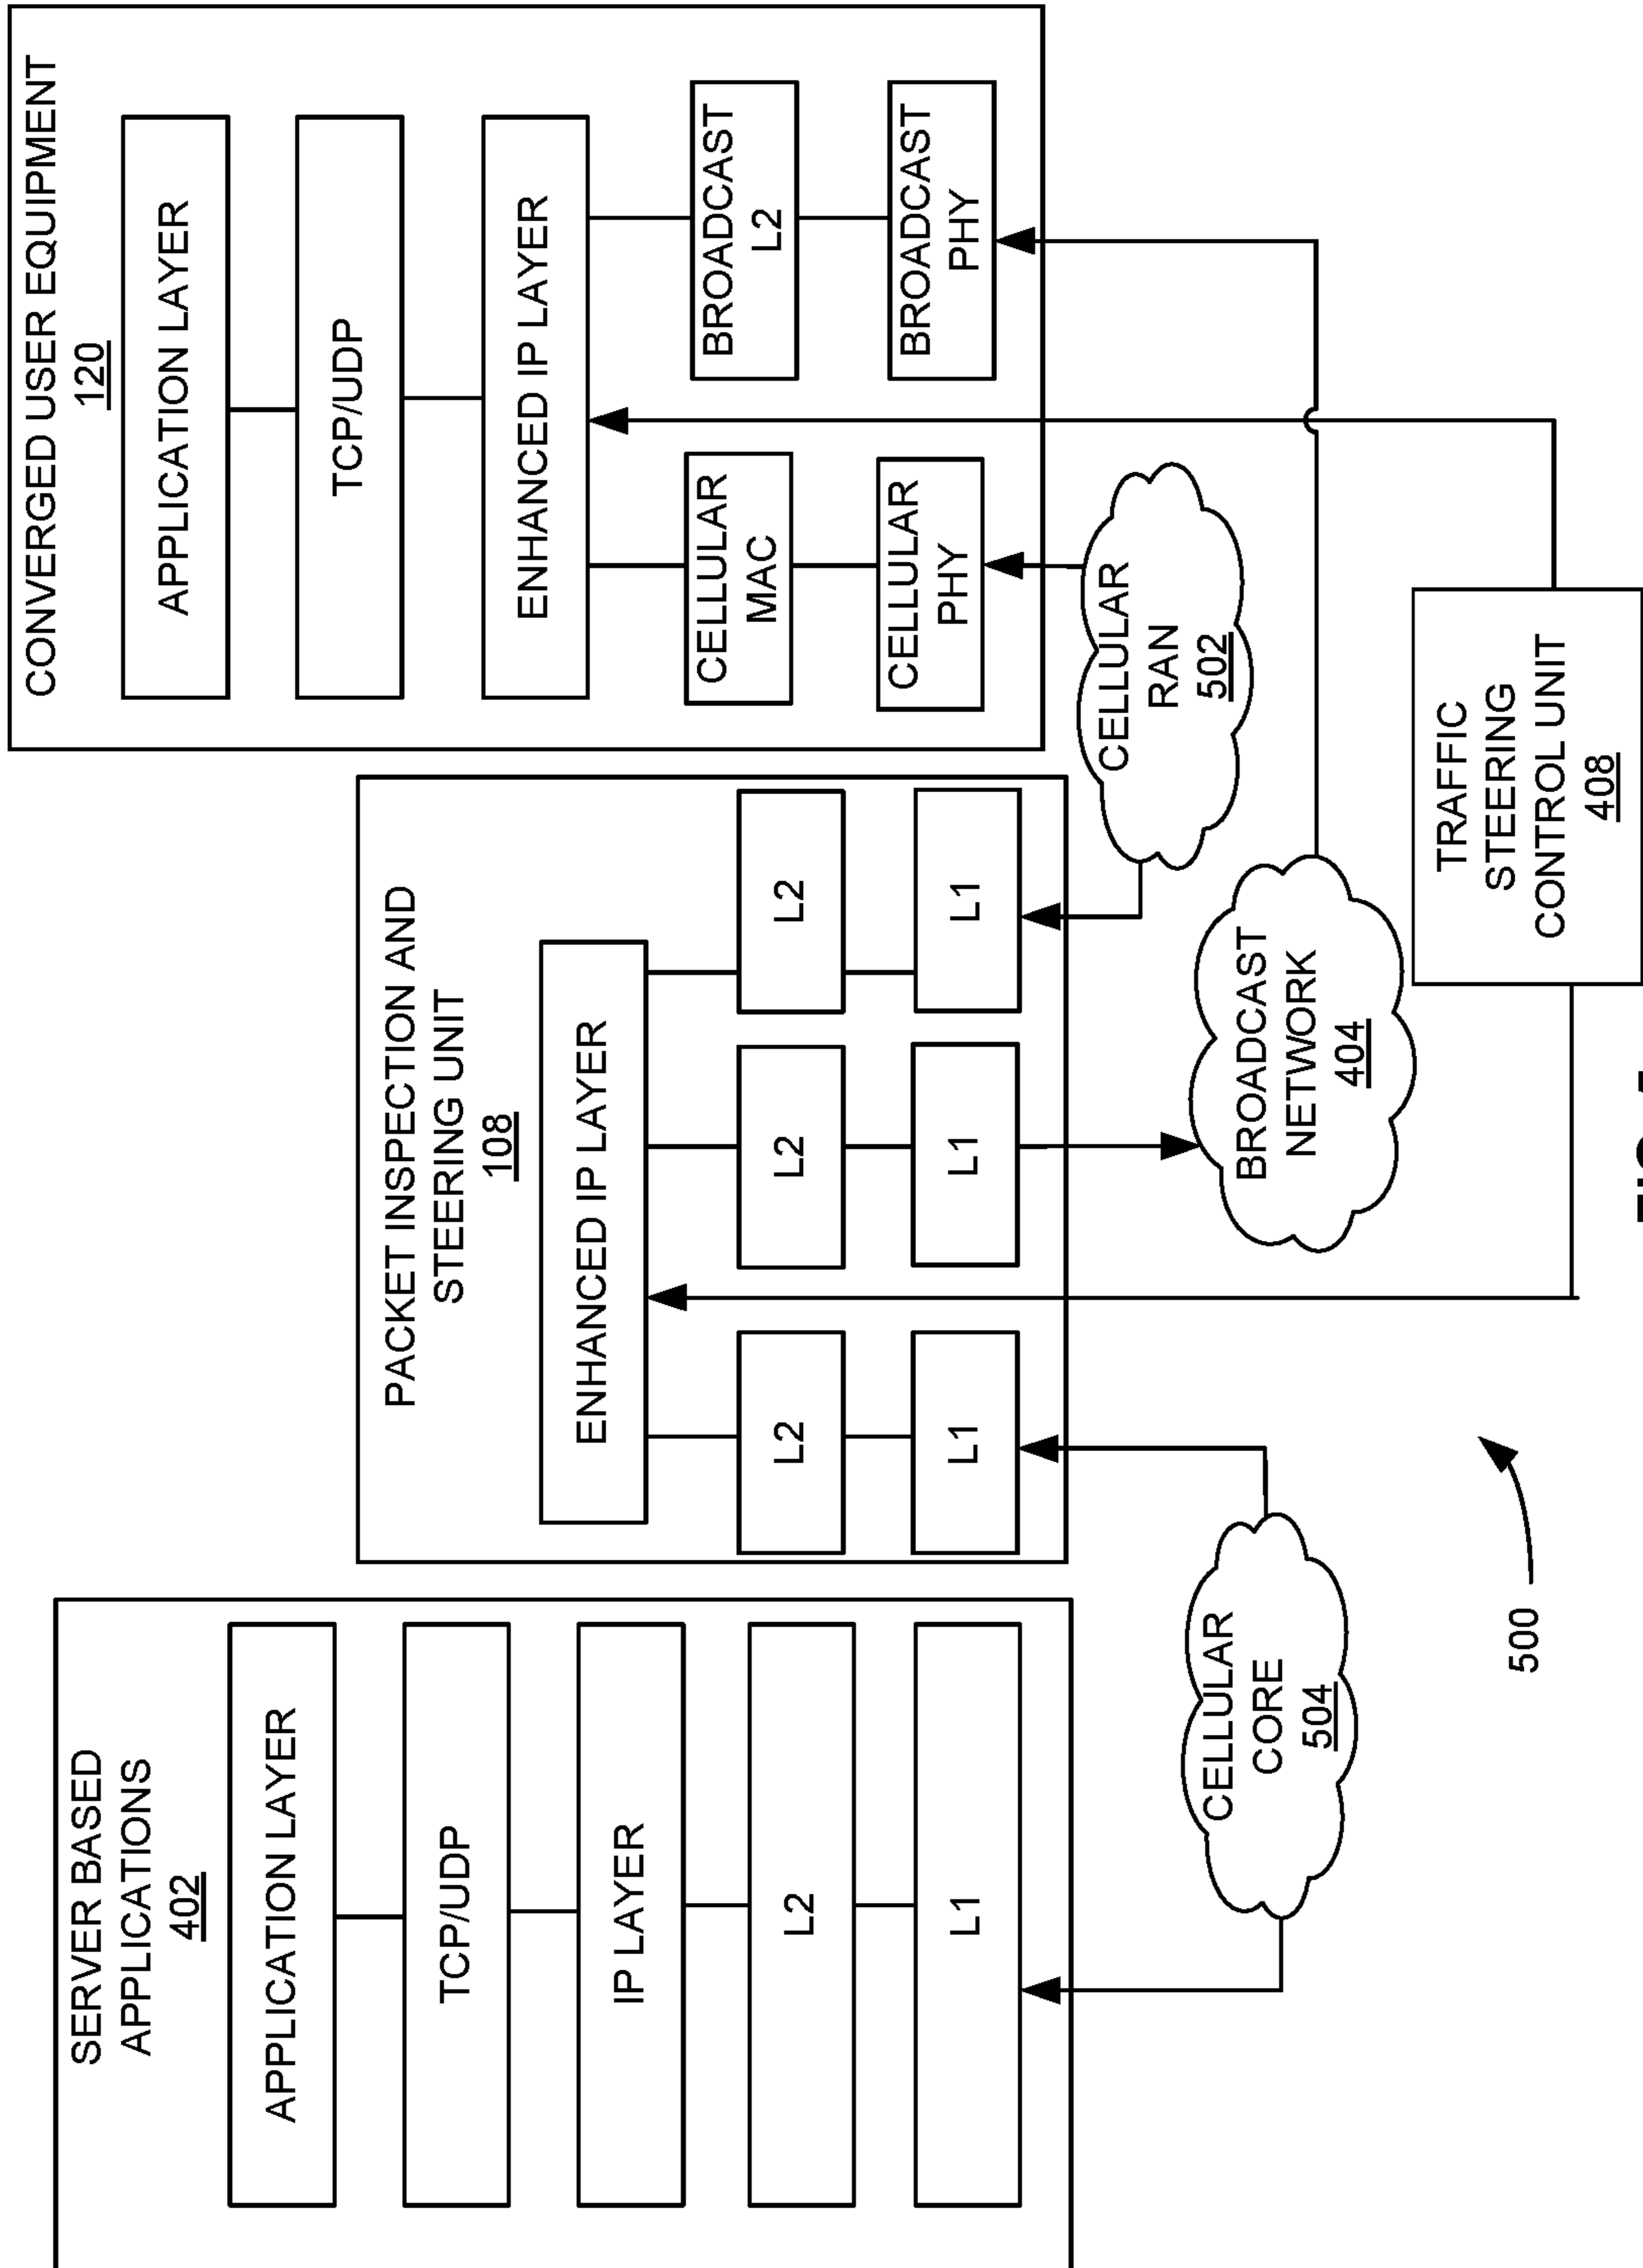 SERVER BASED
APPLICATIONS
402
APPLICATION LAYER
TCP/UDP
IP LAYER
L2
L1
PACKET INSPECTION AND
STEERING UNIT
108
ENHANCED IP LAYER
L2
L2
L2
L1
L1
L1
CONVERGED USER EQUIPMENT
120
APPLICATION LAYER
TCP/UDP
ENHANCED IP LAYER
CELLULAR
MAC
BROADCAST
L2
CELLULAR
PHY
BROADCAST
PHY
CELLULAR
CORE
504
BROADCAST
NETWORK
404
CELLULAR
RAN
502
TRAFFIC
STEERING
CONTROL UNIT
408
500